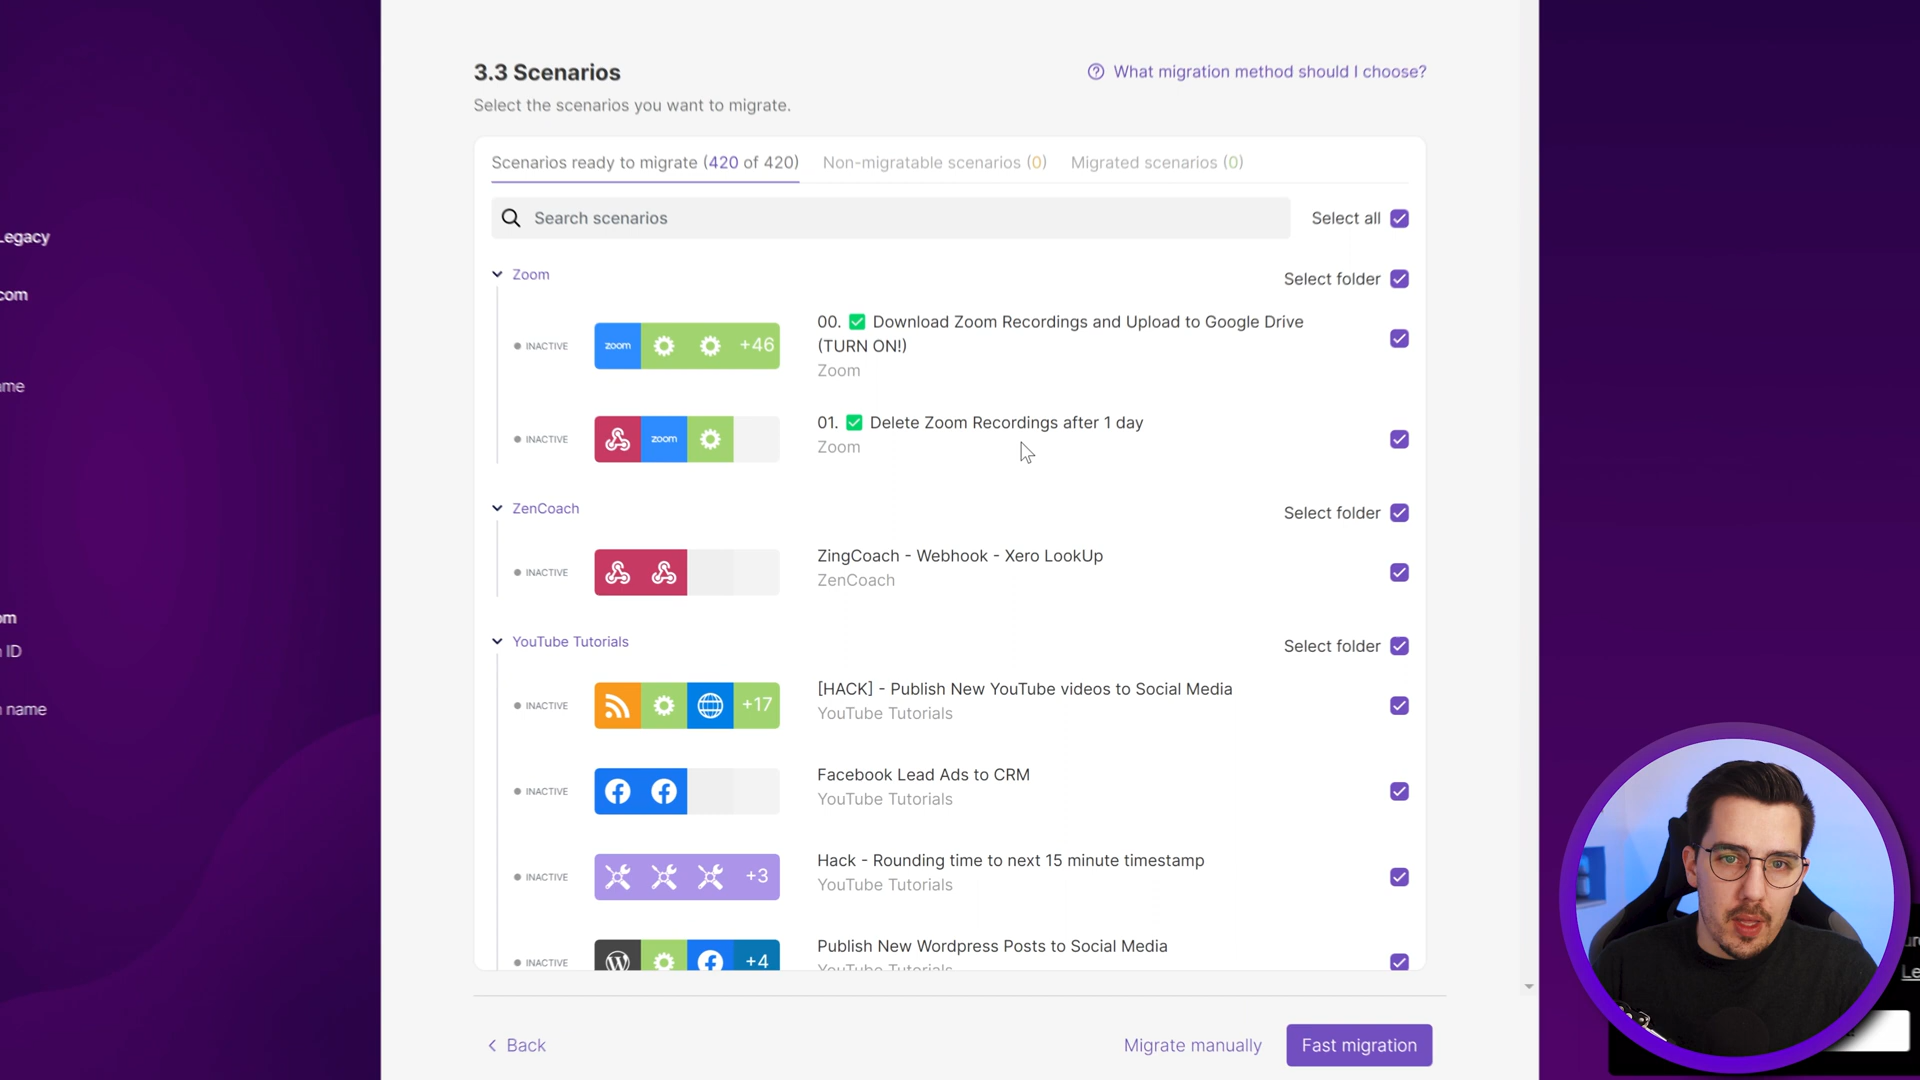 3.3 Scenarios
What migration method should I choose?
Select the scenarios you want to migrate.
Scenarios ready to migrate (420 of 420)
Non-migratable scenarios (0)
Migrated scenarios (0)
Search scenarios
Select all
Zoom
Select folder
INACTIVE
zoom
+46
00. ✅ Download Zoom Recordings and Upload to Google Drive
(TURN ON!)
Zoom
INACTIVE
zoom
01. ✅ Delete Zoom Recordings after 1 day
Zoom
ZenCoach
Select folder
INACTIVE
ZingCoach - Webhook - Xero LookUp
ZenCoach
YouTube Tutorials
Select folder
INACTIVE
+17
[HACK] - Publish New YouTube videos to Social Media
YouTube Tutorials
INACTIVE
Facebook Lead Ads to CRM
YouTube Tutorials
INACTIVE
+3
Hack - Rounding time to next 15 minute timestamp
YouTube Tutorials
INACTIVE
+4
Publish New Wordpress Posts to Social Media
YouTube Tutorials
Back
Migrate manually
Fast migration
Legacy
com
ame
om
ID
name